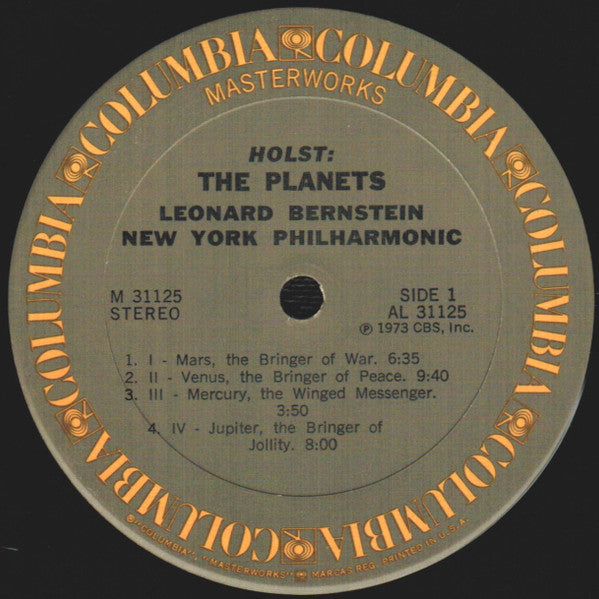 COLUMBIA COLUMBIA COLUMBIA COLUMBIA COLUMBIA COLUMBIA COLUMBIA
MASTERWORKS
HOLST:
THE PLANETS
LEONARD BERNSTEIN
NEW YORK PHILHARMONIC
M 31125
STEREO
SIDE 1
AL 31125
℗ 1973 CBS, Inc.
1. I - Mars, the Bringer of War. 6:35
2. II - Venus, the Bringer of Peace. 9:40
3. III - Mercury, the Winged Messenger.
3:50
4. IV - Jupiter, the Bringer of
Jollity. 8:00
® "COLUMBIA", "MASTERWORKS", MARCAS REG. PRINTED IN U.S.A.